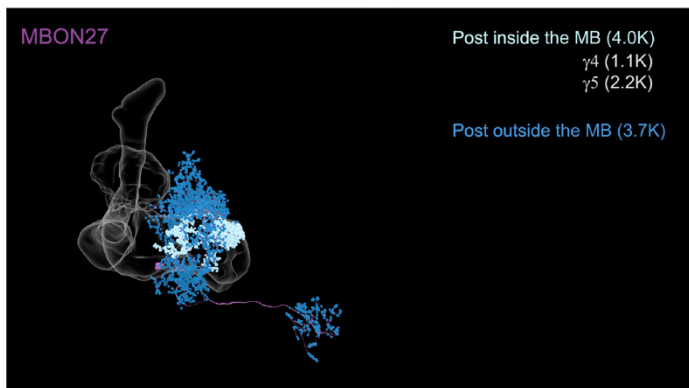 MBON27
Post inside the MB (4.0K)
γ4 (1.1K)
γ5 (2.2K)
Post outside the MB (3.7K)